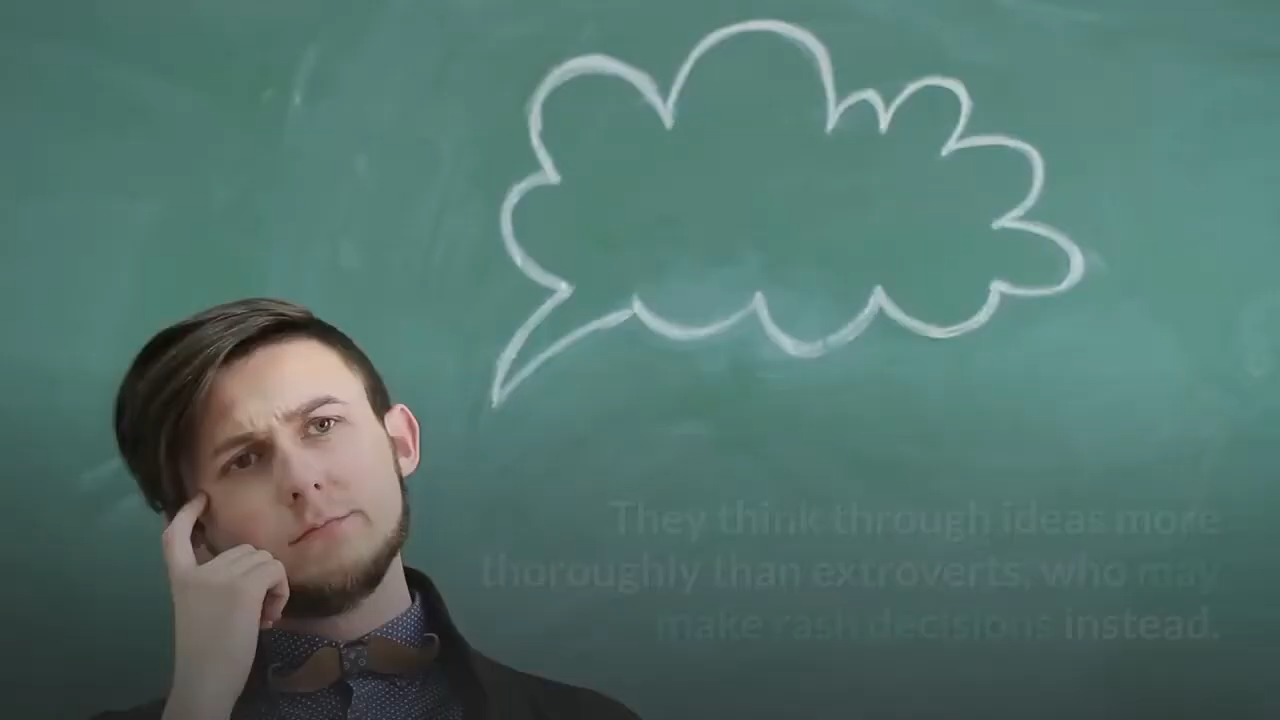 They think through ideas more
thoroughly than extroverts, who may
make rash decisions instead.